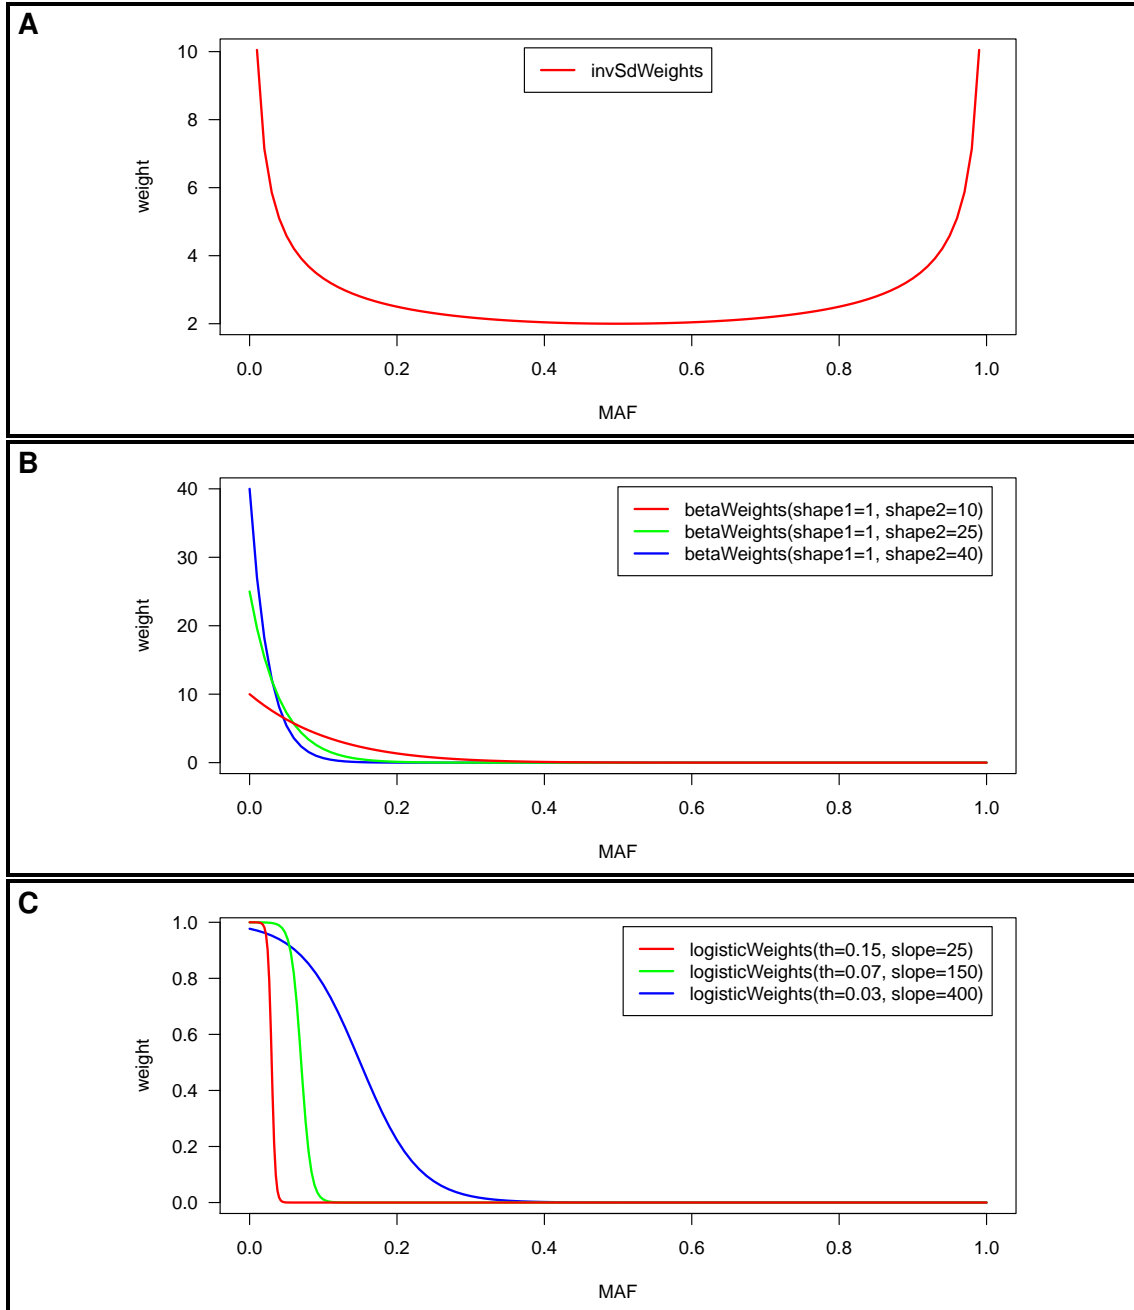 A
invSdWeights
10
8
6
4
2
weight
0.0 0.2 0.4 0.6 0.8 1.0
MAF
B
betaWeights(shape1=1, shape2=10)
betaWeights(shape1=1, shape2=25)
betaWeights(shape1=1, shape2=40)
40
30
20
10
0
weight
0.0 0.2 0.4 0.6 0.8 1.0
MAF
C
logisticWeights(th=0.15, slope=25)
logisticWeights(th=0.07, slope=150)
logisticWeights(th=0.03, slope=400)
1.0
0.8
0.6
0.4
0.2
0.0
weight
0.0 0.2 0.4 0.6 0.8 1.0
MAF